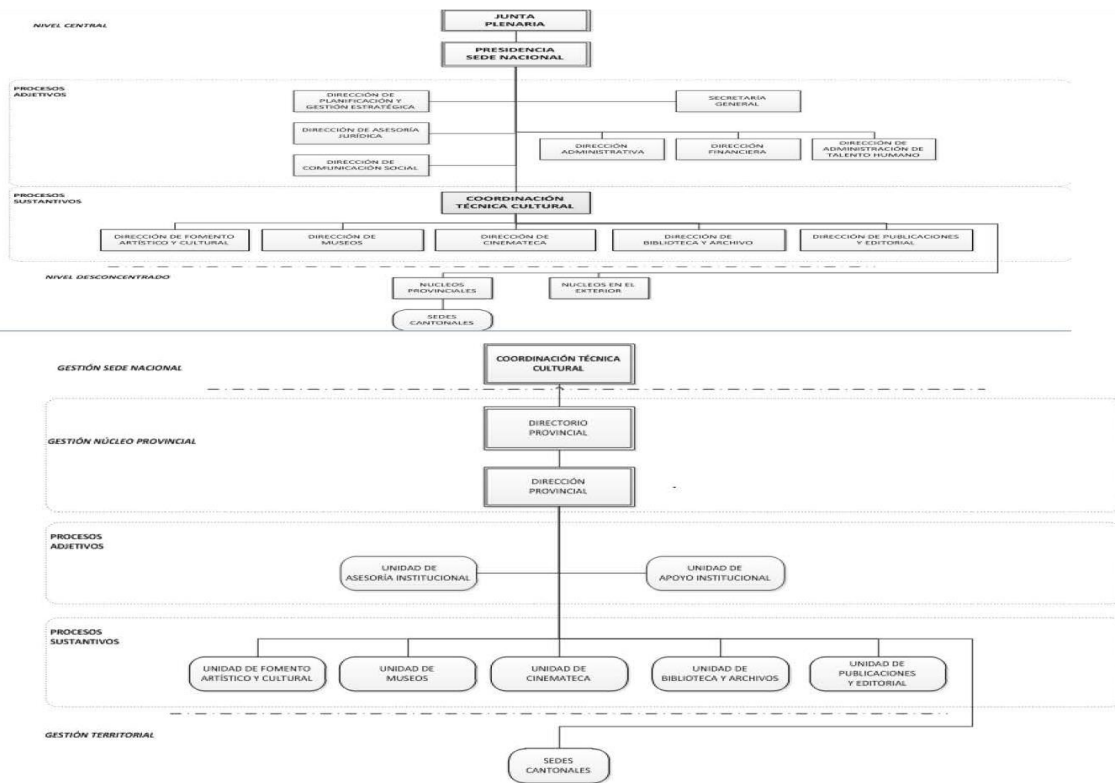 NIVEL CENTRAL
JUNTA
PLENARIA
PRESIDENCIA
SEDE NACIONAL
PROCESOS
ADJETIVOS
DIRECCIÓN DE
PLANIFICACIÓN Y
GESTIÓN ESTRATÉGICA
SECRETARÍA
GENERAL
DIRECCIÓN DE ASESORÍA
JURÍDICA
DIRECCIÓN
ADMINISTRATIVA
DIRECCIÓN
FINANCIERA
DIRECCIÓN DE
ADMINISTRACIÓN DE
TALENTO HUMANO
DIRECCIÓN DE
COMUNICACIÓN SOCIAL
PROCESOS
SUSTANTIVOS
COORDINACIÓN
TÉCNICA CULTURAL
DIRECCIÓN DE FOMENTO
ARTÍSTICO Y CULTURAL
DIRECCIÓN DE
MUSEOS
DIRECCIÓN DE
CINEMATECA
DIRECCIÓN DE
BIBLIOTECA Y ARCHIVO
DIRECCIÓN DE PUBLICACIONES
Y EDITORIAL
NIVEL DESCONCENTRADO
NUCLEOS
PROVINCIALES
NUCLEOS EN EL
EXTERIOR
SEDES
CANTONALES
GESTIÓN SEDE NACIONAL
COORDINACIÓN TÉCNICA
CULTURAL
GESTIÓN NÚCLEO PROVINCIAL
DIRECTORIO
PROVINCIAL
DIRECCIÓN
PROVINCIAL
PROCESOS
ADJETIVOS
UNIDAD DE
ASESORÍA INSTITUCIONAL
UNIDAD DE
APOYO INSTITUCIONAL
PROCESOS
SUSTANTIVOS
UNIDAD DE FOMENTO
ARTÍSTICO Y CULTURAL
UNIDAD DE
MUSEOS
UNIDAD DE
CINEMATECA
UNIDAD DE
BIBLIOTECA Y ARCHIVOS
UNIDAD DE
PUBLICACIONES
Y EDITORIAL
GESTIÓN TERRITORIAL
SEDES
CANTONALES